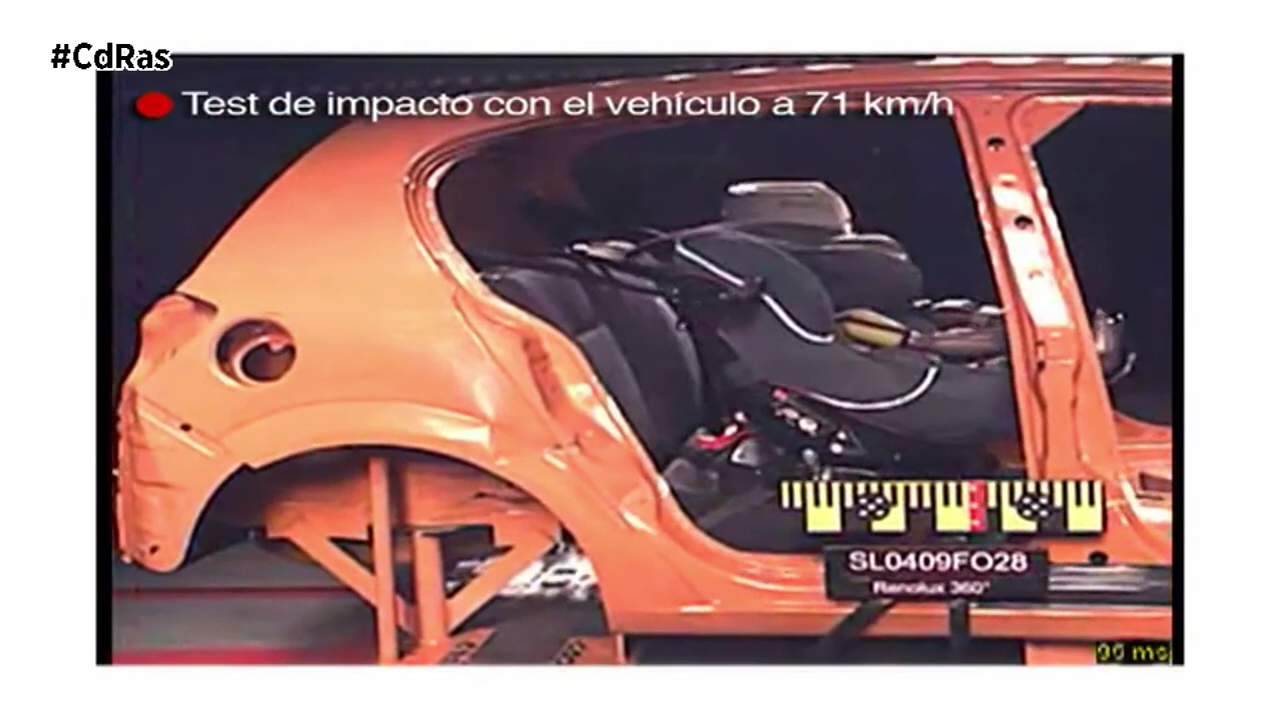 #CdRas
Test de impacto con el vehículo a 71 km/h
SL0409FO28
Renolux 360°